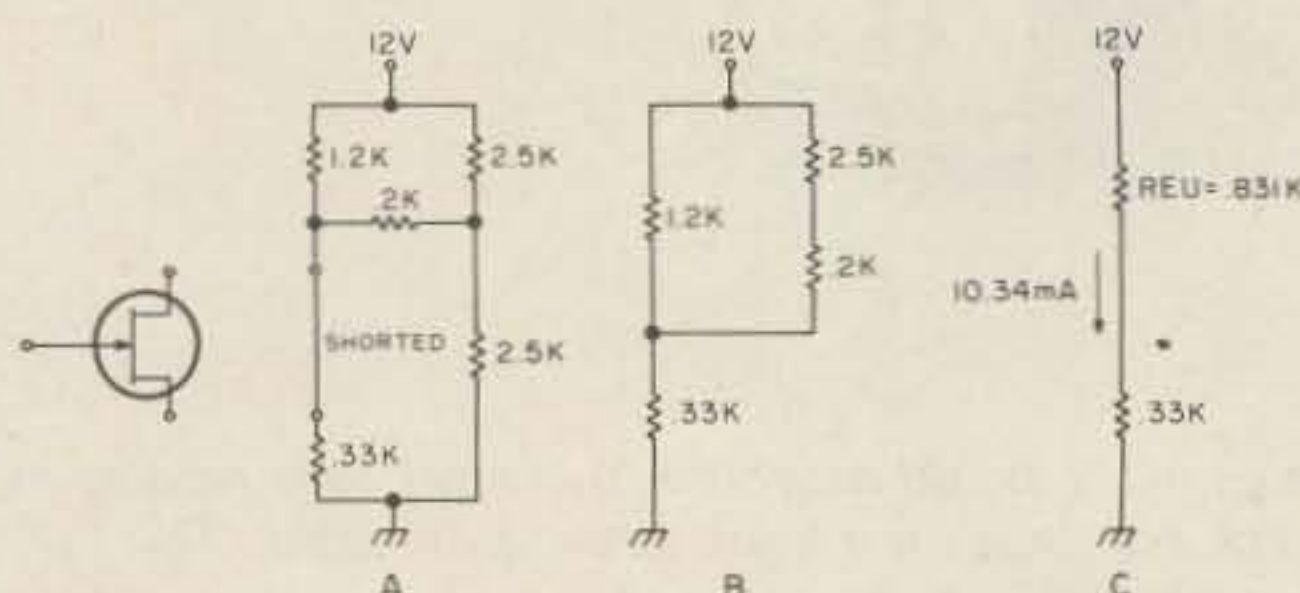 12V
1.2K
2.5K
.2K
SHORTED
2.5K
.33K
A
12V
2.5K
1.2K
.2K
.33K
B
12V
REU= .831K
10.34mA
.33K
C